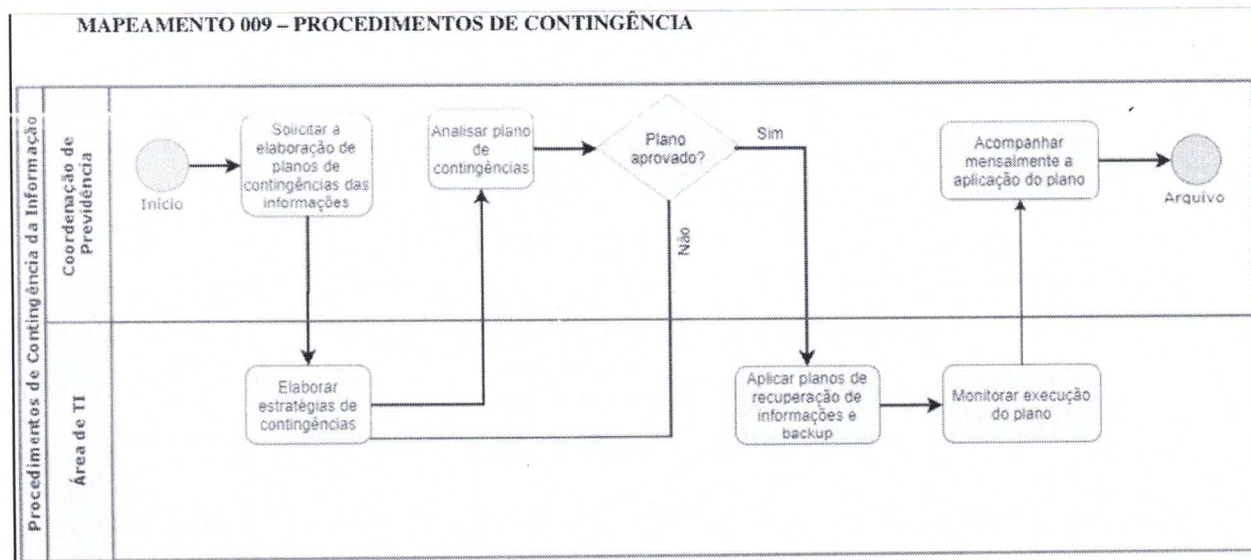 MAPEAMENTO 009 – PROCEDIMENTOS DE CONTINGÊNCIA
Procedimentos de Contingência da Informação
Coordenação de
Previdência
Início
Solicitar a
elaboração de
planos de
contingências das
informações
Analisar plano
de
contingências
Plano
aprovado?
Sim
Não
Acompanhar
mensalmente a
aplicação do plano
Arquivo
Área de TI
Elaborar
estratégias de
contingências
Aplicar planos de
recuperação de
informações e
backup
Monitorar execução
do plano